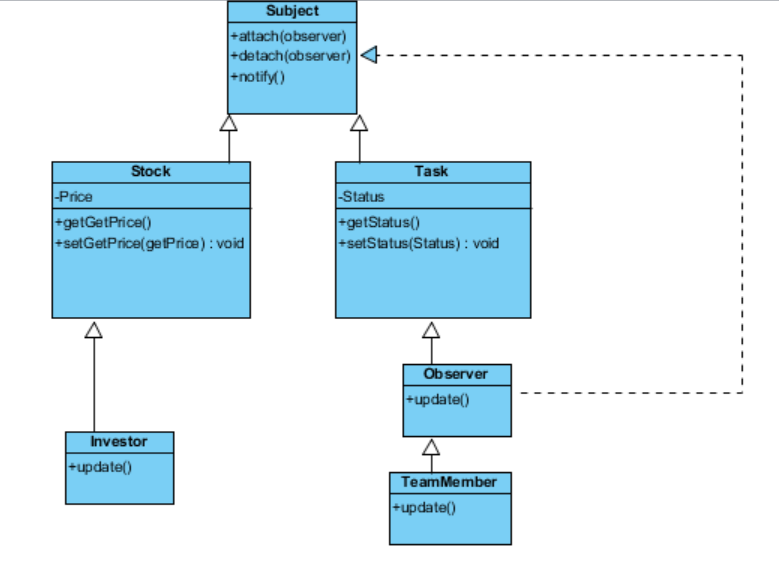 Subject
+attach(observer)
+detach(observer)
+notify()
Stock
-Price
+getGetPrice()
+setGetPrice(getPrice) : void
Task
-Status
+getStatus()
+setStatus(Status) : void
Observer
+update()
Investor
+update()
TeamMember
+update()